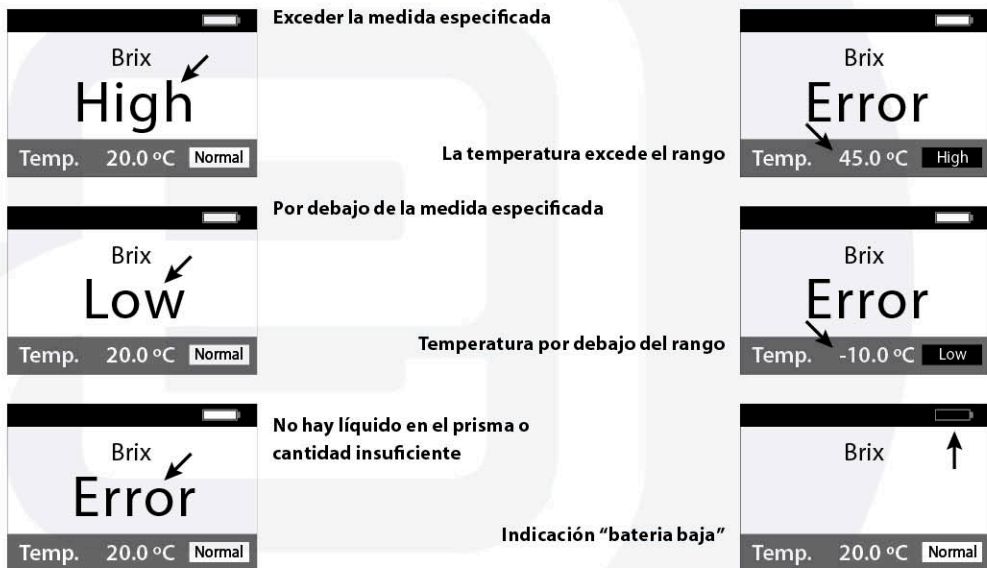 Exceder la medida especificada
Brix
High
Temp. 20.0 ºC Normal
Brix
Error
La temperatura excede el rango
Temp. 45.0 ºC High
Por debajo de la medida especificada
Brix
Low
Temp. 20.0 ºC Normal
Brix
Error
Temperatura por debajo del rango
Temp. -10.0 ºC Low
No hay líquido en el prisma o
cantidad insuficiente
Brix
Error
Temp. 20.0 ºC Normal
Brix
Indicación “bateria baja”
Temp. 20.0 ºC Normal